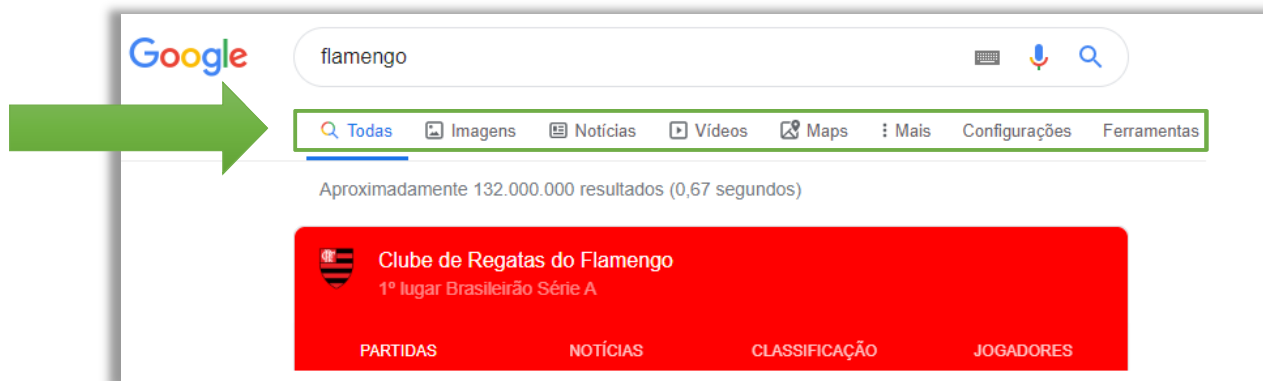 Google flamengo
Todas Imagens Notícias Vídeos Maps Mais Configurações Ferramentas
Aproximadamente 132.000.000 resultados (0,67 segundos)
Clube de Regatas do Flamengo
1º lugar Brasileirão Série A
PARTIDAS NOTÍCIAS CLASSIFICAÇÃO JOGADORES